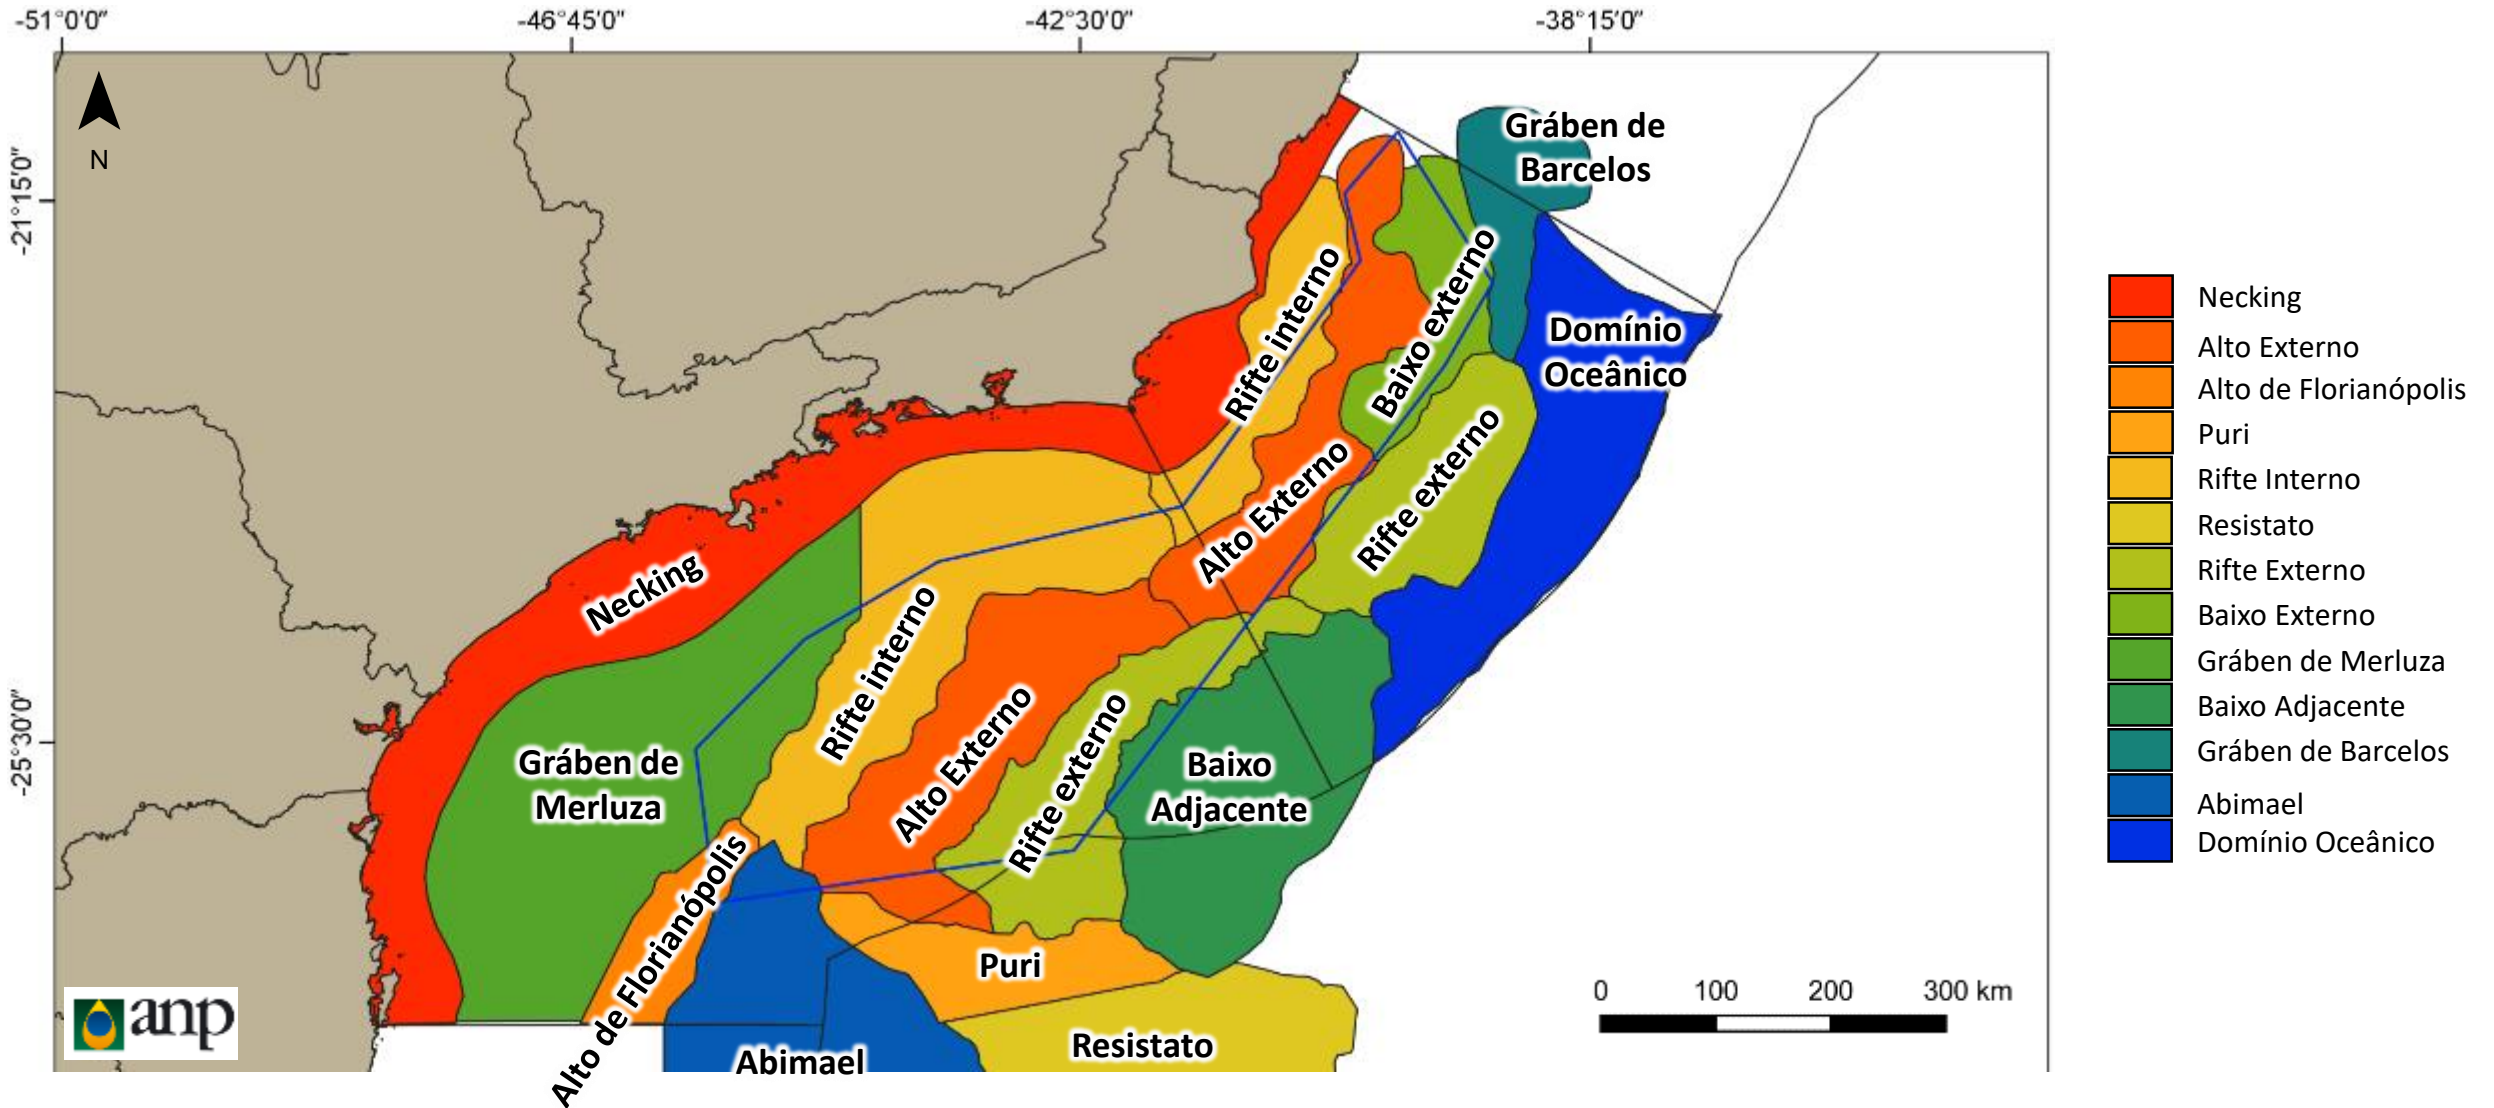 -51°0'0"
-46°45'0"
-42°30'0"
-38°15'0"
-21°15'0"
-25°30'0"
N
Gráben de
Barcelos
Domínio
Oceânico
Rifte interno
Baixo externo
Alto Externo
Rifte externo
Necking
Rifte interno
Gráben de
Merluza
Alto Externo
Rifte externo
Baixo
Adjacente
Alto de Florianópolis
Puri
Abimael
Resistato
anp
0 100 200 300 km
Necking
Alto Externo
Alto de Florianópolis
Puri
Rifte Interno
Resistato
Rifte Externo
Baixo Externo
Gráben de Merluza
Baixo Adjacente
Gráben de Barcelos
Abimael
Domínio Oceânico